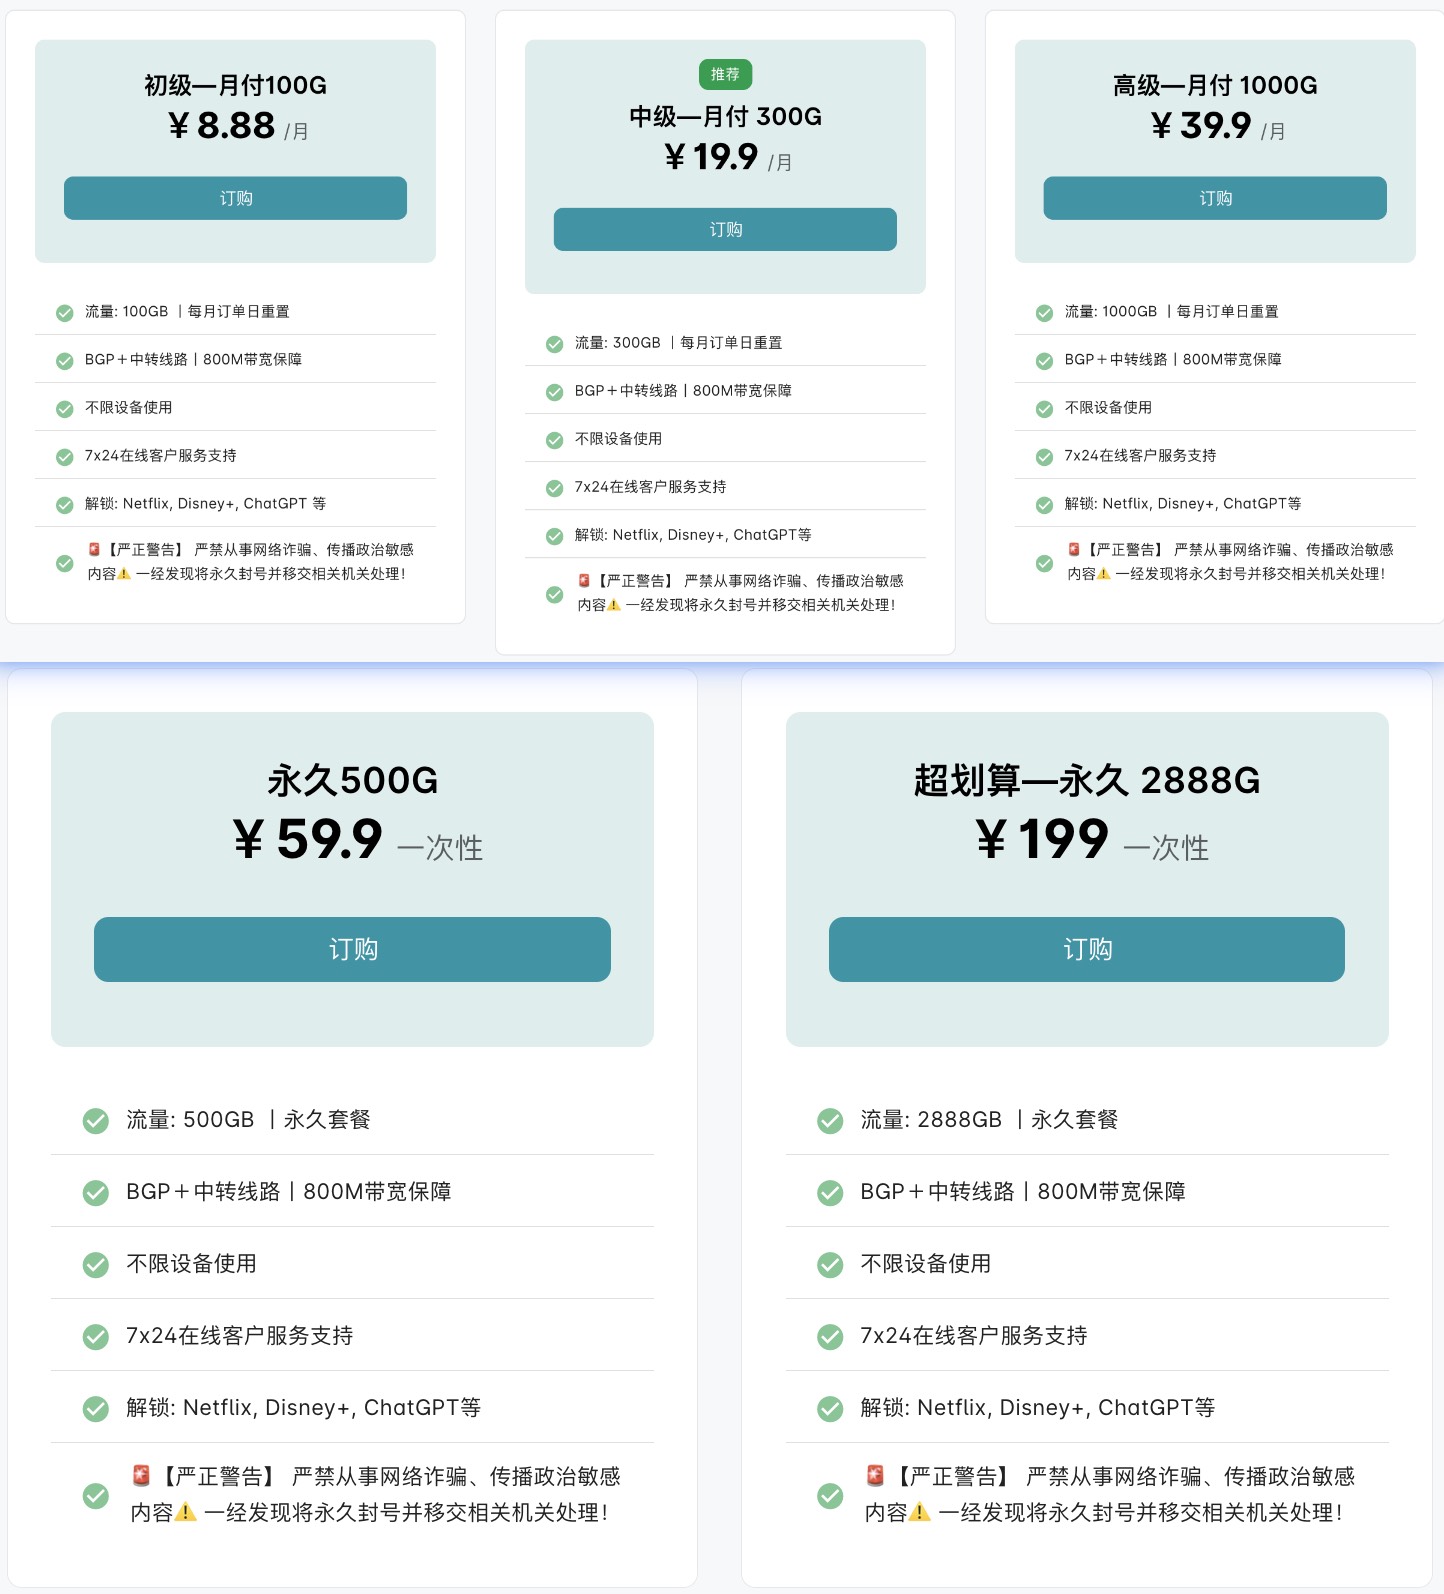 初级—月付100G
¥ 8.88 /月
订购
流量: 100GB ｜每月订单日重置
BGP＋中转线路丨800M带宽保障
不限设备使用
7x24在线客户服务支持
解锁: Netflix, Disney+, ChatGPT 等
🚨【严正警告】 严禁从事网络诈骗、传播政治敏感
内容⚠️ 一经发现将永久封号并移交相关机关处理！
推荐
中级—月付 300G
¥ 19.9 /月
订购
流量: 300GB ｜每月订单日重置
BGP＋中转线路丨800M带宽保障
不限设备使用
7x24在线客户服务支持
解锁: Netflix, Disney+, ChatGPT等
🚨【严正警告】 严禁从事网络诈骗、传播政治敏感
内容⚠️ 一经发现将永久封号并移交相关机关处理！
高级—月付 1000G
¥ 39.9 /月
订购
流量: 1000GB ｜每月订单日重置
BGP＋中转线路丨800M带宽保障
不限设备使用
7x24在线客户服务支持
解锁: Netflix, Disney+, ChatGPT等
🚨【严正警告】 严禁从事网络诈骗、传播政治敏感
内容⚠️ 一经发现将永久封号并移交相关机关处理！
永久500G
¥ 59.9 一次性
订购
流量: 500GB ｜永久套餐
BGP＋中转线路丨800M带宽保障
不限设备使用
7x24在线客户服务支持
解锁: Netflix, Disney+, ChatGPT等
🚨【严正警告】 严禁从事网络诈骗、传播政治敏感
内容⚠️ 一经发现将永久封号并移交相关机关处理！
超划算—永久 2888G
¥ 199 一次性
订购
流量: 2888GB ｜永久套餐
BGP＋中转线路丨800M带宽保障
不限设备使用
7x24在线客户服务支持
解锁: Netflix, Disney+, ChatGPT等
🚨【严正警告】 严禁从事网络诈骗、传播政治敏感
内容⚠️ 一经发现将永久封号并移交相关机关处理！